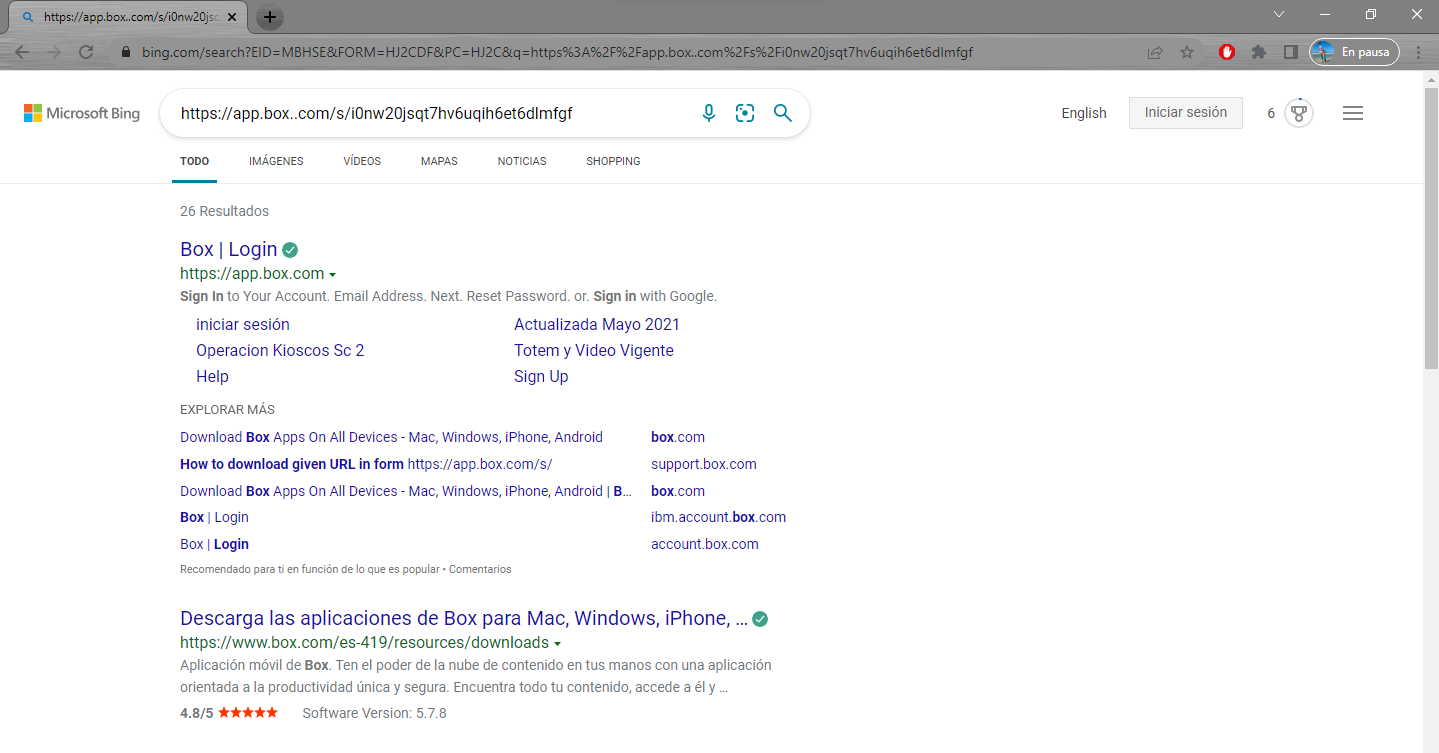 https://app.box..com/s/i0nw20jsc
bing.com/search?EID=MBHSE&FORM=HJ2CDF&PC=HJ2C&q=https%3A%2F%2Fapp.box..com%2Fs%2Fi0nw20jsqt7hv6uqih6et6dlmfgf
En pausa
Microsoft Bing
https://app.box..com/s/i0nw20jsqt7hv6uqih6et6dlmfgf
English
Iniciar sesión
6
TODO IMÁGENES VÍDEOS MAPAS NOTICIAS SHOPPING
26 Resultados
Box | Login
https://app.box.com
Sign In to Your Account. Email Address. Next. Reset Password. or. Sign in with Google.
iniciar sesión Actualizada Mayo 2021
Operacion Kioscos Sc 2 Totem y Video Vigente
Help Sign Up
EXPLORAR MÁS
Download Box Apps On All Devices - Mac, Windows, iPhone, Android box.com
How to download given URL in form https://app.box.com/s/ support.box.com
Download Box Apps On All Devices - Mac, Windows, iPhone, Android | B... box.com
Box | Login ibm.account.box.com
Box | Login account.box.com
Recomendado para ti en función de lo que es popular • Comentarios
Descarga las aplicaciones de Box para Mac, Windows, iPhone, ...
https://www.box.com/es-419/resources/downloads
Aplicación móvil de Box. Ten el poder de la nube de contenido en tus manos con una aplicación
orientada a la productividad única y segura. Encuentra todo tu contenido, accede a él y ...
4.8/5 ★★★★★ Software Version: 5.7.8